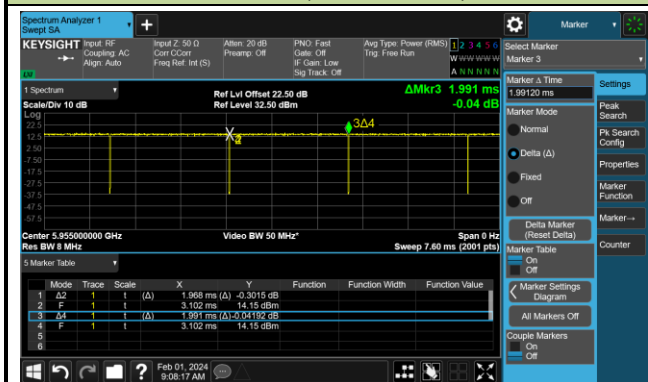 Spectrum Analyzer 1
Swept SA
Marker
KEYSIGHT
Input: RF
Coupling: AC
Align: Auto
Input Z: 50 Ω
Corr CCorr
Freq Ref: Int (S)
Atten: 20 dB
Preamp: Off
PNO: Fast
Gate: Off
IF Gain: Low
Sig Track: Off
Avg Type: Power (RMS)
Trig: Free Run
1 2 3 4 5 6
W W W W W W
A N N N N N
Select Marker
Marker 3
1 Spectrum
Scale/Div 10 dB
Log
Ref Lvl Offset 22.50 dB
Ref Level 32.50 dBm
ΔMkr3 1.991 ms
-0.04 dB
22.5
12.5
2.50
-7.50
-17.5
-27.5
-37.5
-47.5
-57.5
3Δ4
Center 5.955000000 GHz
Res BW 8 MHz
Video BW 50 MHz*
Span 0 Hz
Sweep 7.60 ms (2001 pts)
5 Marker Table
Mode Trace Scale X Y Function Function Width Function Value
1 Δ2 1 t (Δ) 1.968 ms (Δ) -0.3015 dB
2 F 1 t 3.102 ms 14.15 dBm
3 Δ4 1 t (Δ) 1.991 ms (Δ) -0.04192 dB
4 F 1 t 3.102 ms 14.15 dBm
5
6
Marker Δ Time
1.99120 ms
Marker Mode
Normal
Delta (Δ)
Fixed
Off
Delta Marker
(Reset Delta)
Marker Table
On
Off
Marker Settings
Diagram
All Markers Off
Couple Markers
On
Off
Settings
Peak
Search
Pk Search
Config
Properties
Marker
Function
Marker→
Counter
?
Feb 01, 2024
9:08:17 AM